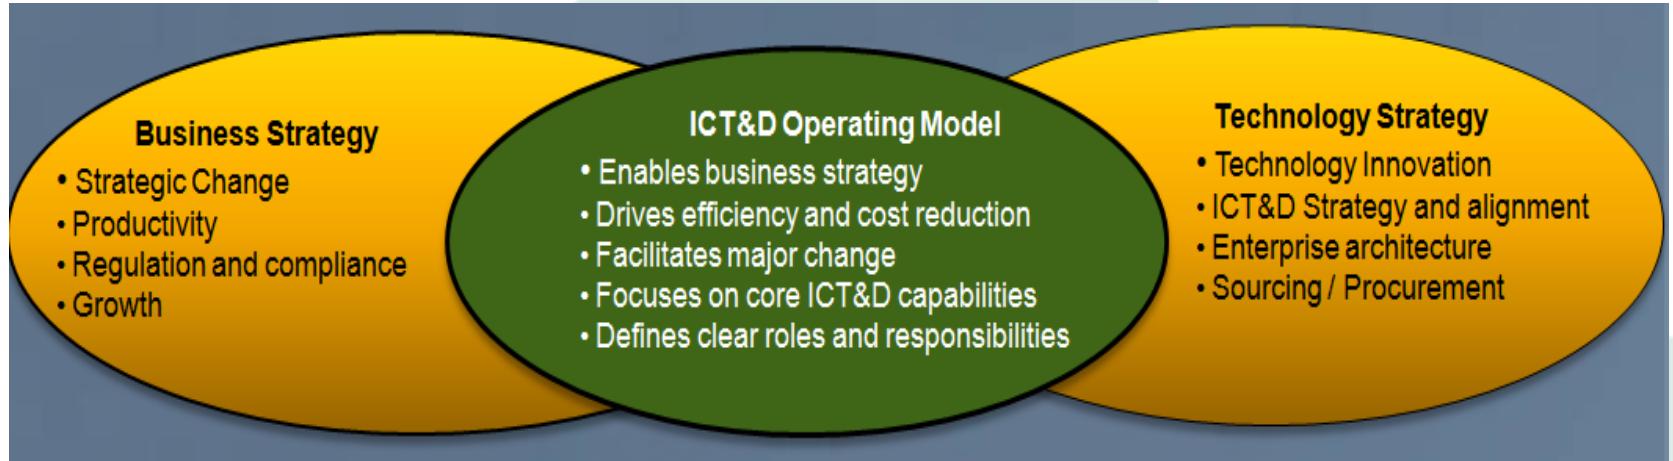 Business Strategy
• Strategic Change
• Productivity
• Regulation and compliance
• Growth
ICT&D Operating Model
• Enables business strategy
• Drives efficiency and cost reduction
• Facilitates major change
• Focuses on core ICT&D capabilities
• Defines clear roles and responsibilities
Technology Strategy
• Technology Innovation
• ICT&D Strategy and alignment
• Enterprise architecture
• Sourcing / Procurement